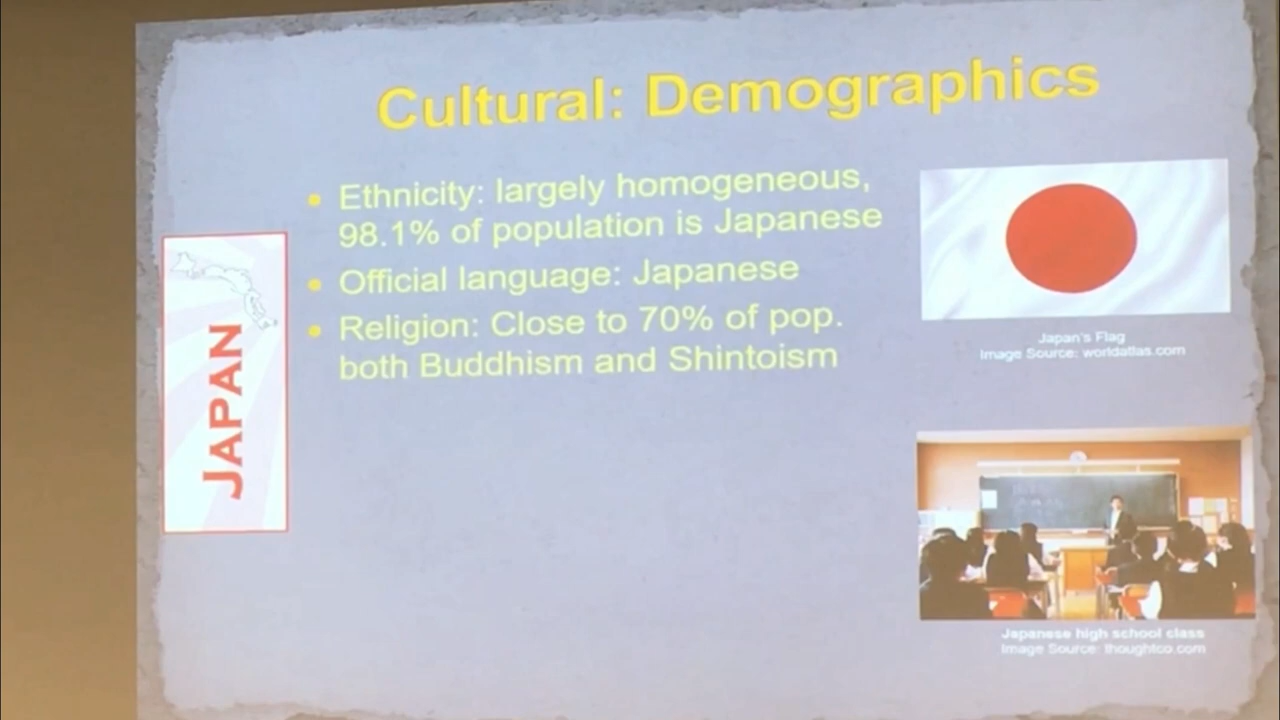 Cultural: Demographics
Ethnicity: largely homogeneous,
98.1% of population is Japanese
Official language: Japanese
Religion: Close to 70% of pop.
both Buddhism and Shintoism
JAPAN
Japan's Flag
Image Source: worldatlas.com
Japanese high school class
Image Source: thoughtco.com